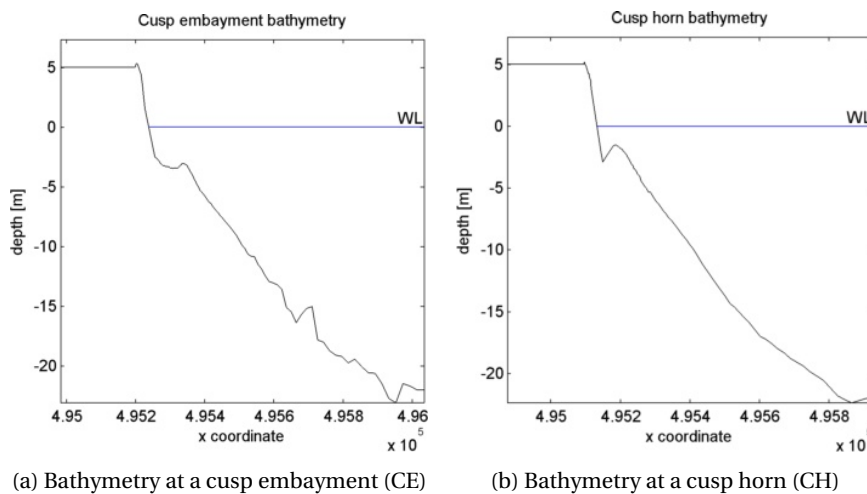 Cusp embayment bathymetry
5
0
-5
-10
-15
-20
depth [m]
WL
4.95 4.952 4.954 4.956 4.958 4.96
x coordinate
x 10^5
(a) Bathymetry at a cusp embayment (CE)
Cusp horn bathymetry
5
0
-5
-10
-15
-20
depth [m]
WL
4.95 4.952 4.954 4.956 4.958
x coordinate
x 10
(b) Bathymetry at a cusp horn (CH)